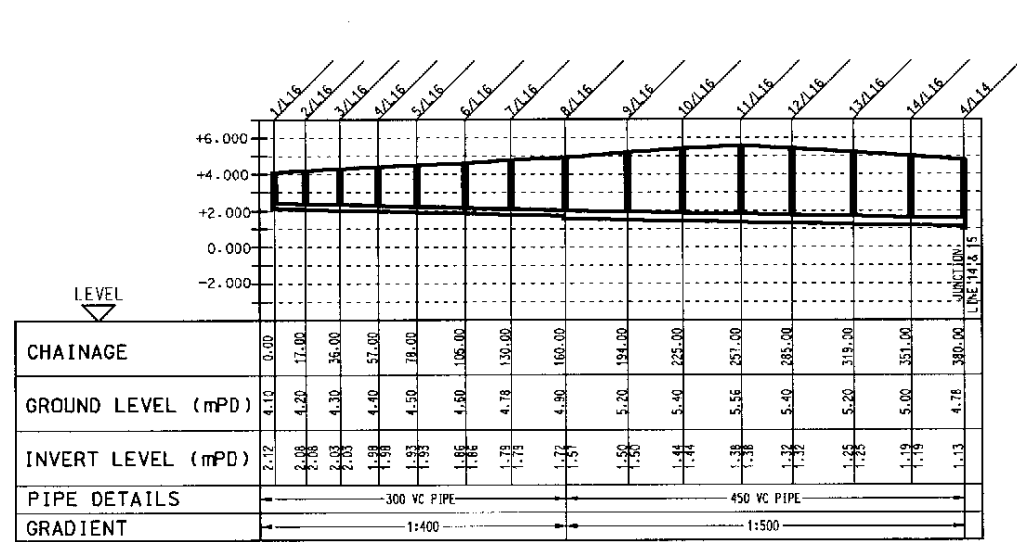 1/L16 2/L16 3/L16 4/L16 5/L16 6/L16 7/L16 8/L16 9/L16 10/L16 11/L16 12/L16 13/L16 14/L16 4/L14
+6.000
+4.000
+2.000
0.000
-2.000
JUNCTION
LINE 14 & 15
LEVEL
CHAINAGE 0.00 17.00 36.00 57.00 78.00 105.00 130.00 160.00 194.00 225.00 257.00 285.00 319.00 351.00 380.00
GROUND LEVEL (mPD) 4.10 4.20 4.30 4.40 4.50 4.60 4.78 4.90 5.20 5.40 5.56 5.40 5.20 5.00 4.78
INVERT LEVEL (mPD) 2.12 2.08 2.08 2.03 2.03 1.98 1.98 1.93 1.93 1.79 1.79 1.72 1.57 1.50 1.50 1.44 1.44 1.38 1.38 1.32 1.32 1.25 1.25 1.19 1.19 1.13
PIPE DETAILS 300 VC PIPE 450 VC PIPE
GRADIENT 1:400 1:500